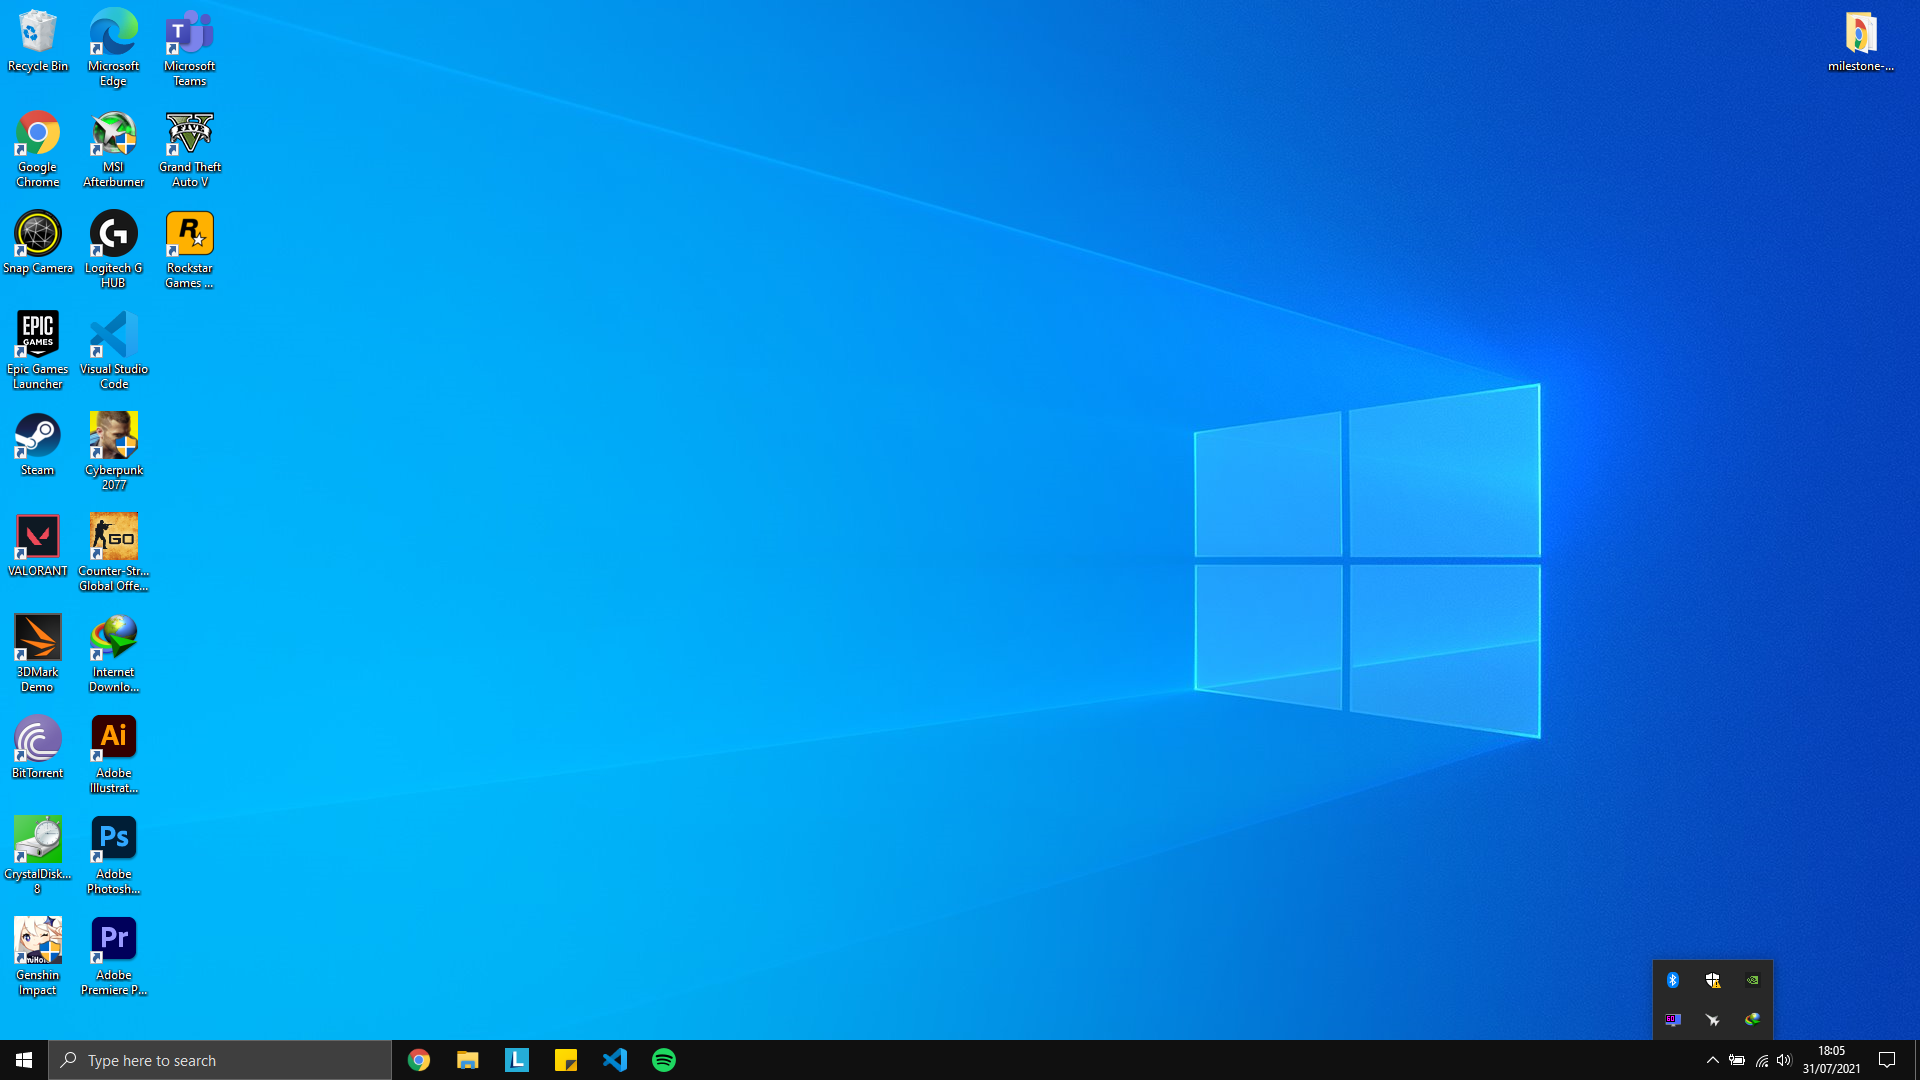 Recycle Bin
Microsoft
Edge
T
Microsoft
Teams
milestone-...
Google
Chrome
MSI
Afterburner
FIVE
Grand Theft
Auto V
Snap Camera
G
Logitech G
HUB
R
Rockstar
Games ...
EPIC
GAMES
Epic Games
Launcher
Visual Studio
Code
Steam
Cyberpunk
2077
VALORANT
GO
Counter-Str...
Global Offe...
3DMark
Demo
Internet
Downlo...
BitTorrent
Ai
Adobe
Illustrat...
CrystalDisk...
8
Ps
Adobe
Photosh...
Genshin
Impact
Pr
Adobe
Premiere P...
60
Type here to search
L
18:05
31/07/2021